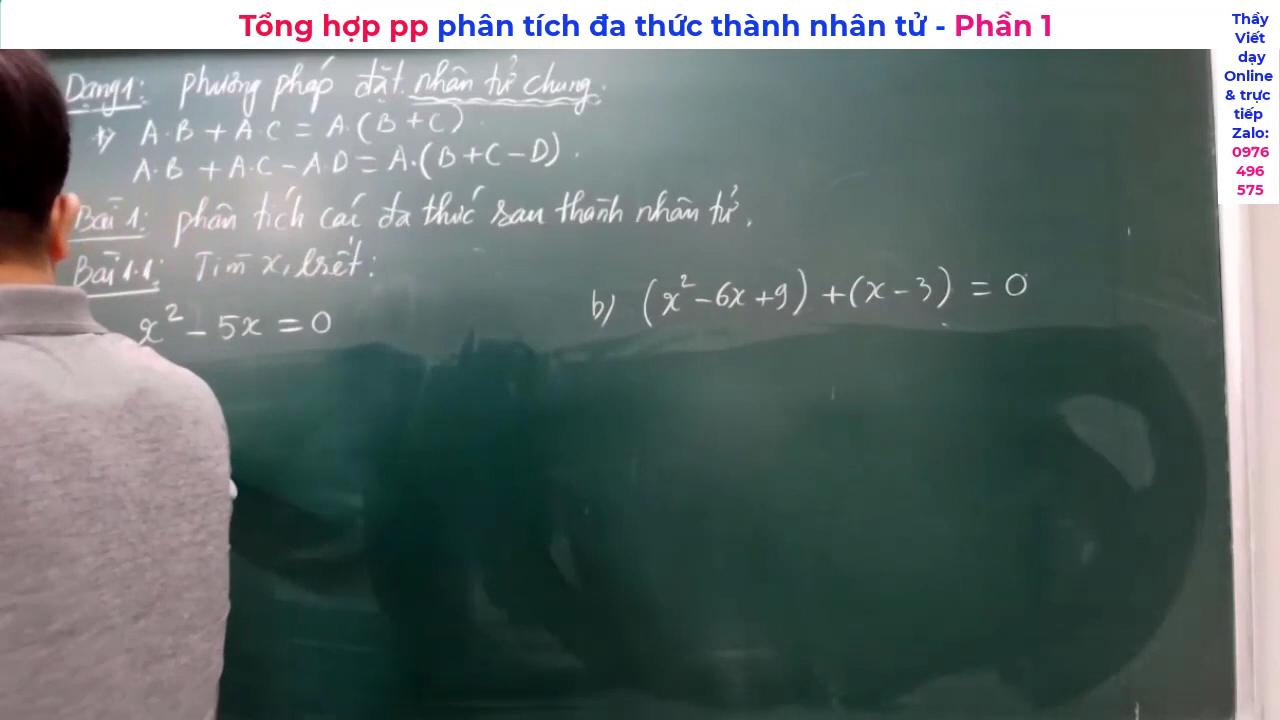 Tổng hợp pp phân tích đa thức thành nhân tử - Phần 1
Thầy
Viết
dạy
Online
& trực
tiếp
Zalo:
0976
496
575
Dạng 1: phương pháp đặt nhân tử chung.
A.B + A.C = A.(B + C).
A.B + A.C - A.D = A.(B + C - D).
Bài 1: phân tích các đa thức sau thành nhân tử.
Bài 1.1: Tìm x, biết:
x² - 5x = 0
b) (x² - 6x + 9) + (x - 3) = 0